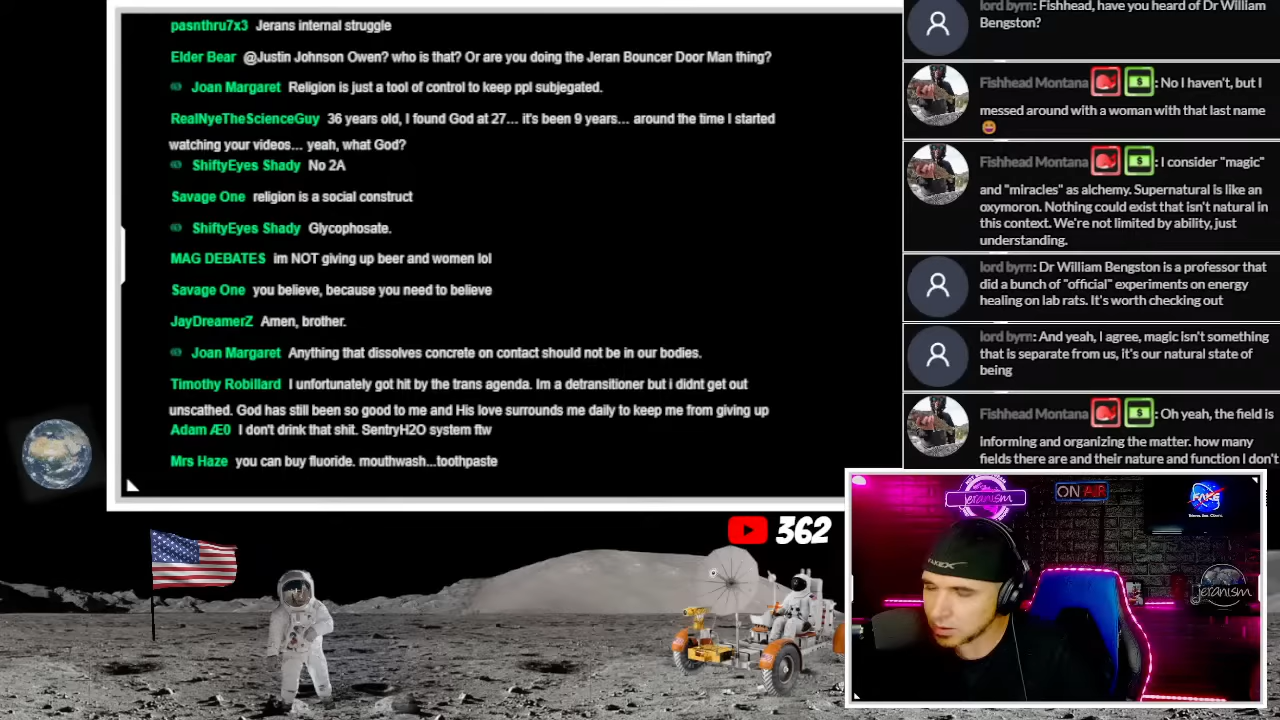 pasnthru7x3 Jerans internal struggle
Elder Bear @Justin Johnson Owen? who is that? Or are you doing the Jeran Bouncer Door Man thing?
Joan Margaret Religion is just a tool of control to keep ppl subjegated.
RealNyeTheScienceGuy 36 years old, I found God at 27... it's been 9 years... around the time I started
watching your videos... yeah, what God?
ShiftyEyes Shady No 2A
Savage One religion is a social construct
ShiftyEyes Shady Glycophosate.
MAG DEBATES im NOT giving up beer and women lol
Savage One you believe, because you need to believe
JayDreamerZ Amen, brother.
Joan Margaret Anything that dissolves concrete on contact should not be in our bodies.
Timothy Robillard I unfortunately got hit by the trans agenda. Im a detransitioner but i didnt get out
unscathed. God has still been so good to me and His love surrounds me daily to keep me from giving up
Adam Æ0 I don't drink that shit. SentryH2O system ftw
Mrs Haze you can buy fluoride. mouthwash...toothpaste
lord byrn: Fishhead, have you heard of Dr William
Bengston?
Fishhead Montana : No I haven't, but I
messed around with a woman with that last name
Fishhead Montana : I consider "magic"
and "miracles" as alchemy. Supernatural is like an
oxymoron. Nothing could exist that isn't natural in
this context. We're not limited by ability, just
understanding.
lord byrn: Dr William Bengston is a professor that
did a bunch of "official" experiments on energy
healing on lab rats. It's worth checking out
lord byrn: And yeah, I agree, magic isn't something
that is separate from us, it's our natural state of
being
Fishhead Montana : Oh yeah, the field is
informing and organizing the matter. how many
fields there are and their nature and function I don't
362
jeranism
ON AIR
FAKE
FAKEX
jeranism